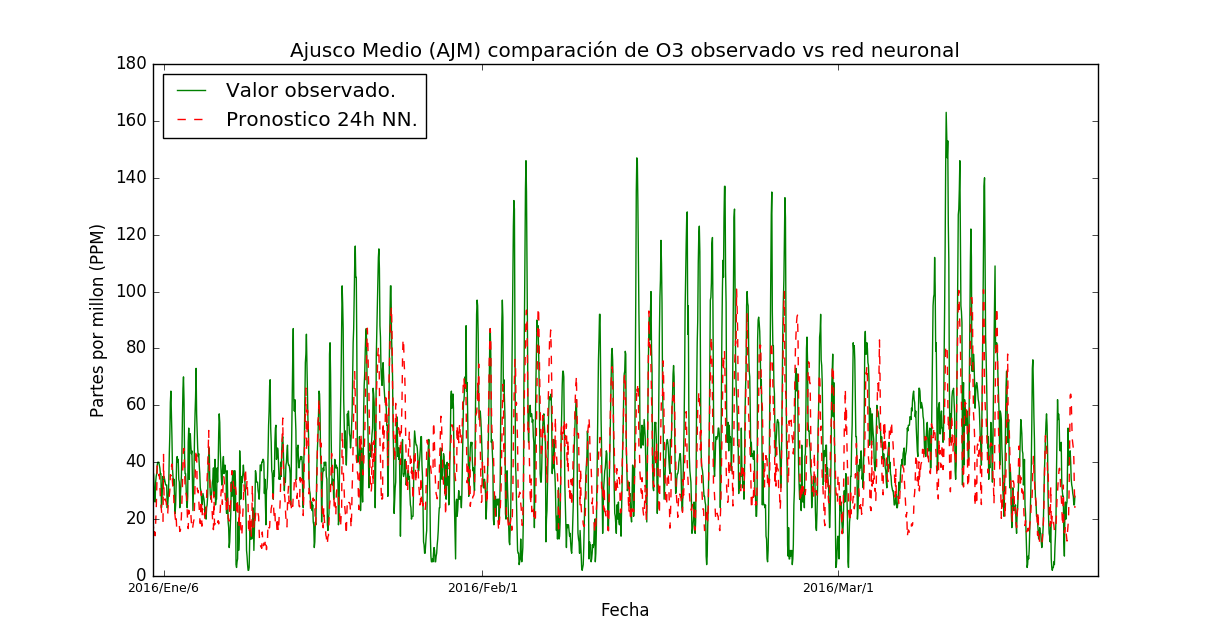 Ajusco Medio (AJM) comparación de O3 observado vs red neuronal
Valor observado.
Pronostico 24h NN.
Partes por millon (PPM)
180
160
140
120
100
80
60
40
20
0
2016/Ene/6
2016/Feb/1
2016/Mar/1
Fecha